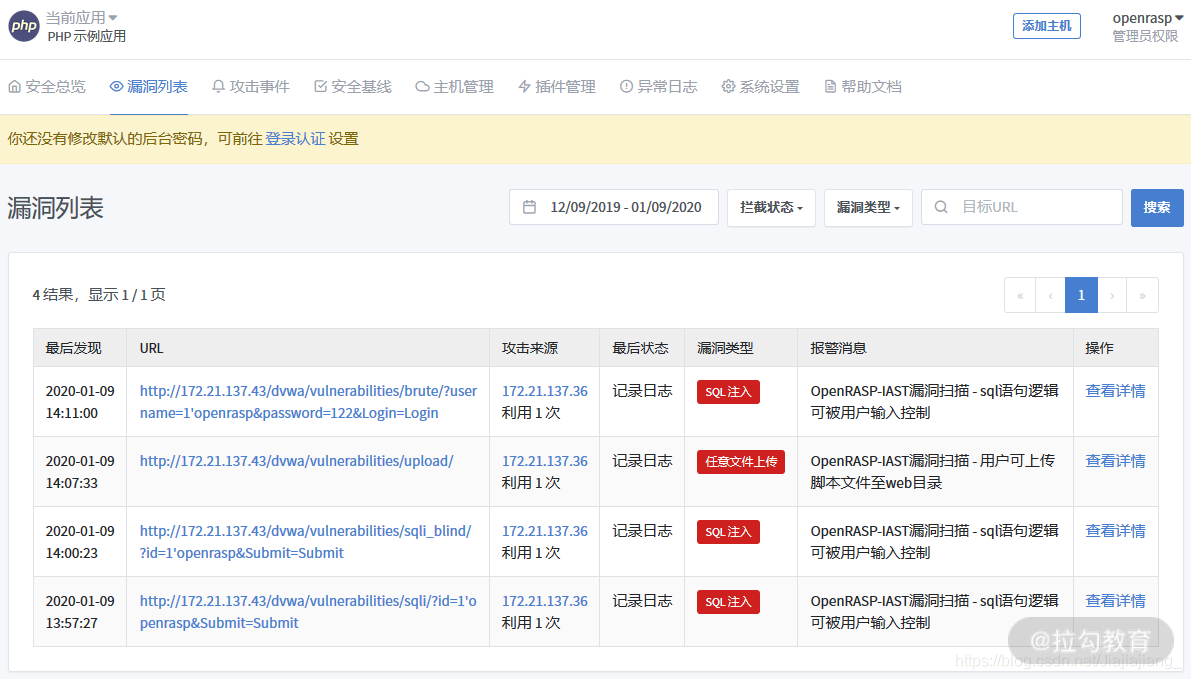 php 当前应用
PHP 示例应用
添加主机
openrasp
管理员权限
安全总览 漏洞列表 攻击事件 安全基线 主机管理 插件管理 异常日志 系统设置 帮助文档
你还没有修改默认的后台密码，可前往 登录认证 设置
漏洞列表
12/09/2019 - 01/09/2020 拦截状态 漏洞类型 目标URL 搜索
4 结果，显示 1 / 1 页
« ‹ 1 › »
最后发现 URL 攻击来源 最后状态 漏洞类型 报警消息 操作
2020-01-09 http://172.21.137.43/dvwa/vulnerabilities/brute/?user 172.21.137.36 记录日志 SQL 注入 OpenRASP-IAST漏洞扫描 - sql语句逻辑 查看详情
14:11:00 name=1'openrasp&password=122&Login=Login 利用 1 次 可被用户输入控制
2020-01-09 http://172.21.137.43/dvwa/vulnerabilities/upload/ 172.21.137.36 记录日志 任意文件上传 OpenRASP-IAST漏洞扫描 - 用户可上传 查看详情
14:07:33 利用 1 次 脚本文件至web目录
2020-01-09 http://172.21.137.43/dvwa/vulnerabilities/sqli_blind/ 172.21.137.36 记录日志 SQL 注入 OpenRASP-IAST漏洞扫描 - sql语句逻辑 查看详情
14:00:23 ?id=1'openrasp&Submit=Submit 利用 1 次 可被用户输入控制
2020-01-09 http://172.21.137.43/dvwa/vulnerabilities/sqli/?id=1'o 172.21.137.36 记录日志 SQL 注入 OpenRASP-IAST漏洞扫描 - sql语句逻辑 查看详情
13:57:27 penrasp&Submit=Submit 利用 1 次 可被用户输入控制
@拉勾教育